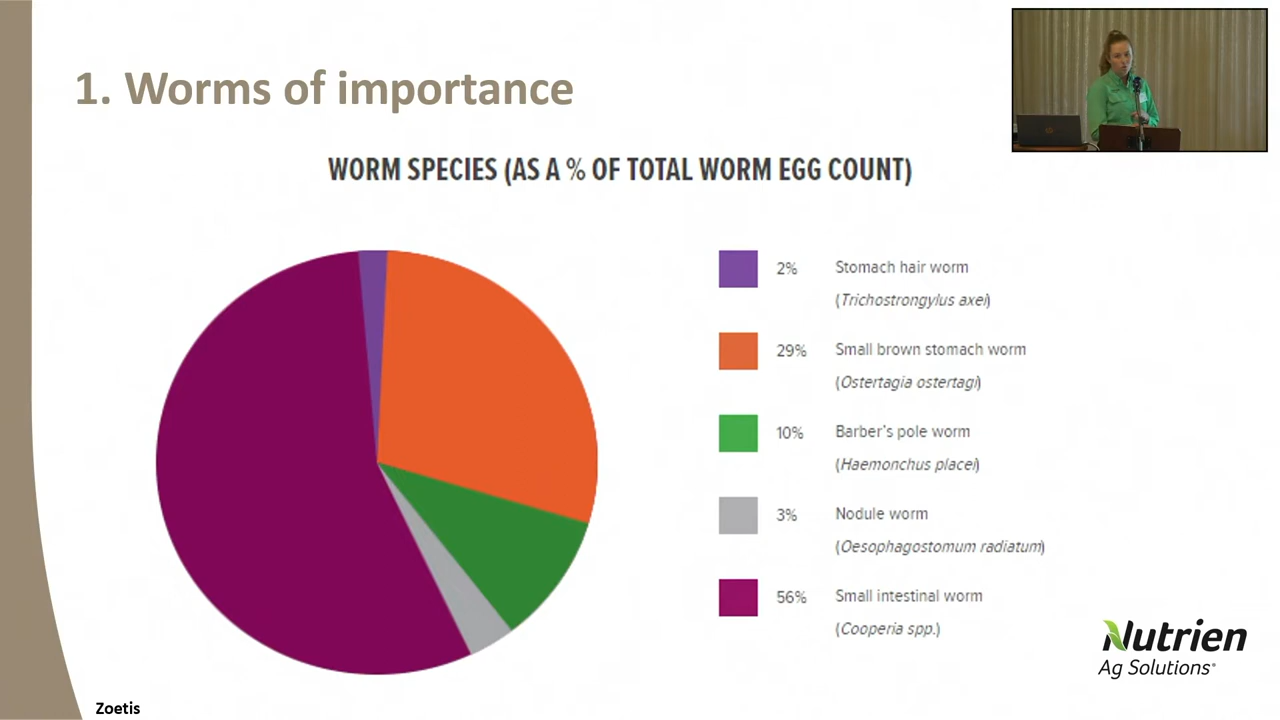 1. Worms of importance
WORM SPECIES (AS A % OF TOTAL WORM EGG COUNT)
2% Stomach hair worm
(Trichostrongylus axei)
29% Small brown stomach worm
(Ostertagia ostertagi)
10% Barber's pole worm
(Haemonchus placei)
3% Nodule worm
(Oesophagostomum radiatum)
56% Small intestinal worm
(Cooperia spp.)
Nutrien
Ag Solutions®
Zoetis